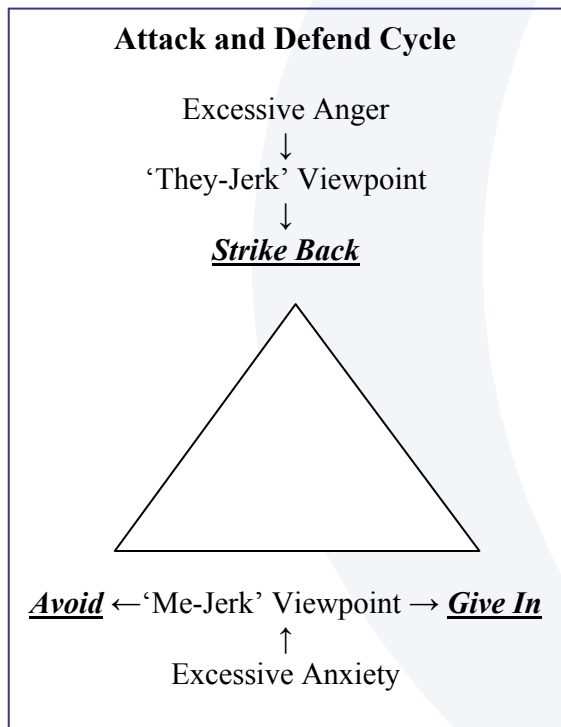 Attack and Defend Cycle
Excessive Anger
↓
‘They-Jerk’ Viewpoint
↓
Strike Back
Avoid ←‘Me-Jerk’ Viewpoint → Give In
↑
Excessive Anxiety